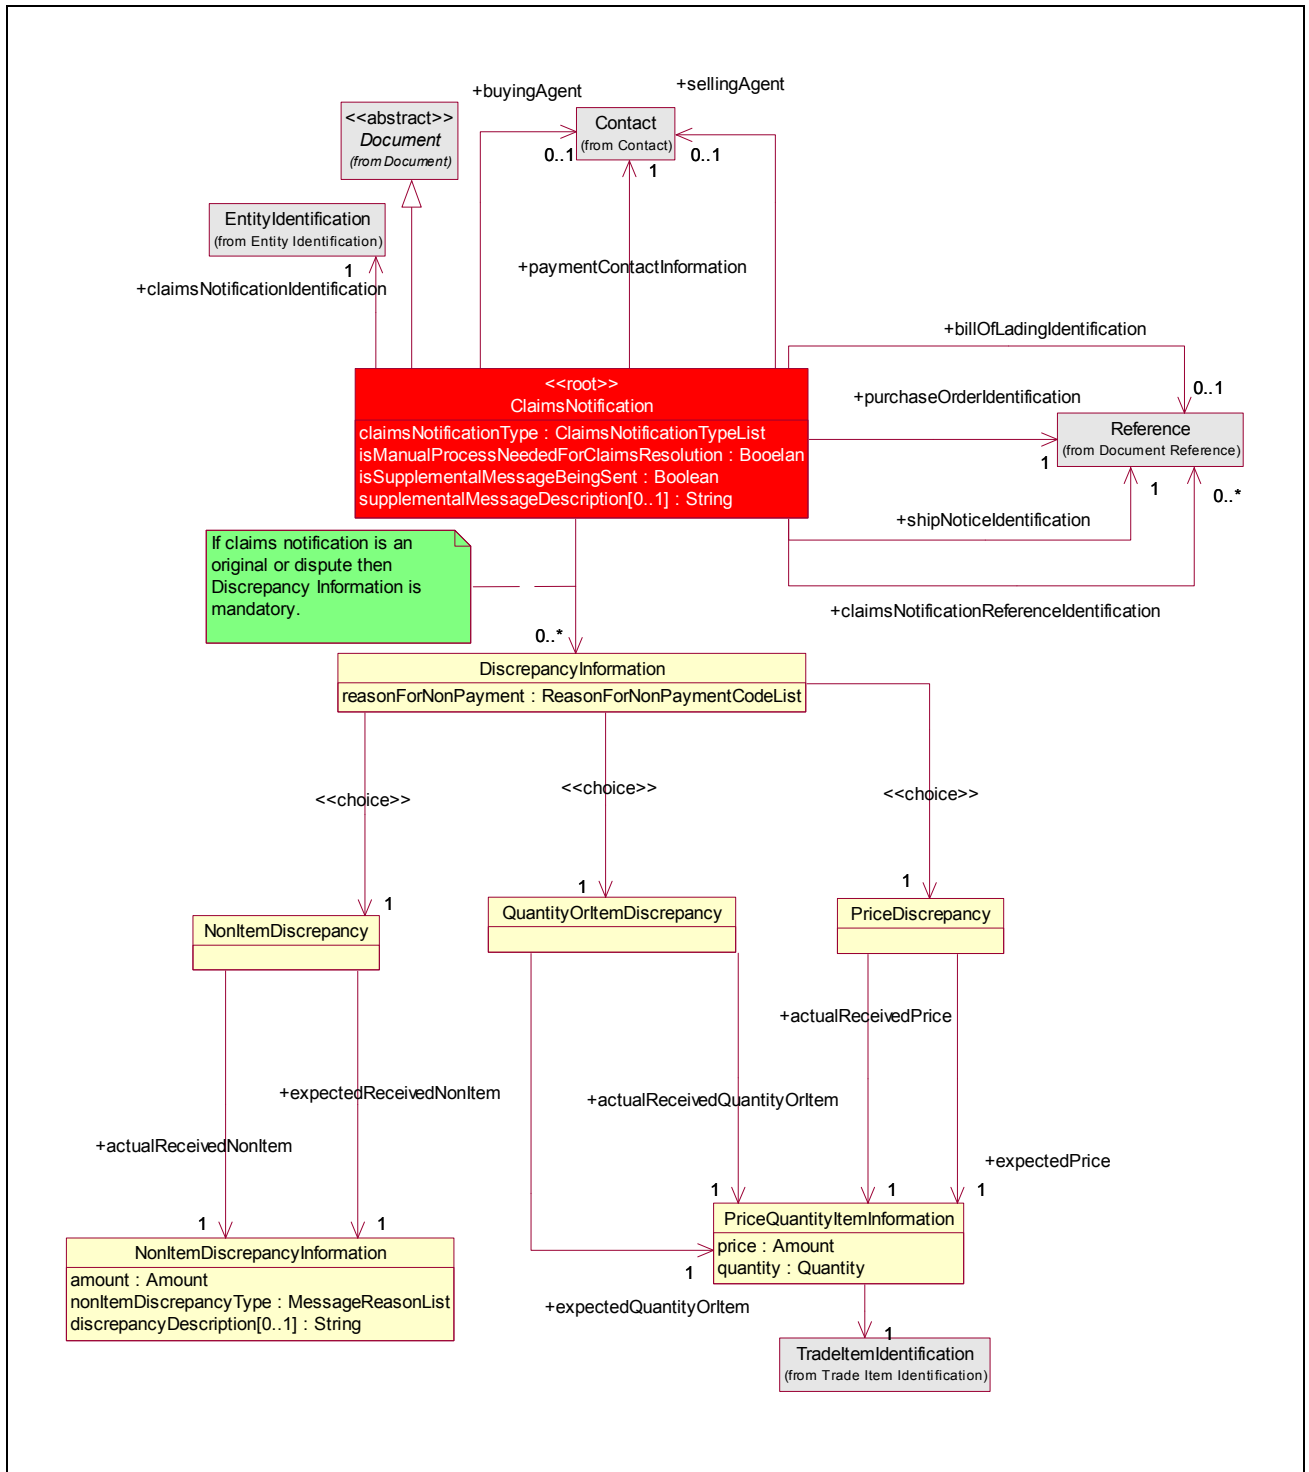 +buyingAgent
+sellingAgent
<<abstract>>
Document
(from Document)
Contact
(from Contact)
0..1
1
0..1
EntityIdentification
(from Entity Identification)
1
+claimsNotificationIdentification
+paymentContactInformation
+billOfLadingIdentification
<<root>>
ClaimsNotification
claimsNotificationType : ClaimsNotificationTypeList
isManualProcessNeededForClaimsResolution : Booelan
isSupplementalMessageBeingSent : Boolean
supplementalMessageDescription[0..1] : String
0..1
+purchaseOrderIdentification
Reference
(from Document Reference)
1
1
0..*
+shipNoticeIdentification
+claimsNotificationReferenceIdentification
If claims notification is an
original or dispute then
Discrepancy Information is
mandatory.
0..*
DiscrepancyInformation
reasonForNonPayment : ReasonForNonPaymentCodeList
<<choice>>
<<choice>>
<<choice>>
1
1
1
NonItemDiscrepancy
QuantityOrItemDiscrepancy
PriceDiscrepancy
+actualReceivedPrice
+expectedReceivedNonItem
+actualReceivedQuantityOrItem
+actualReceivedNonItem
+expectedPrice
1
1
1
1
1
NonItemDiscrepancyInformation
amount : Amount
nonItemDiscrepancyType : MessageReasonList
discrepancyDescription[0..1] : String
PriceQuantityItemInformation
price : Amount
quantity : Quantity
1
+expectedQuantityOrItem
1
TradeItemIdentification
(from Trade Item Identification)